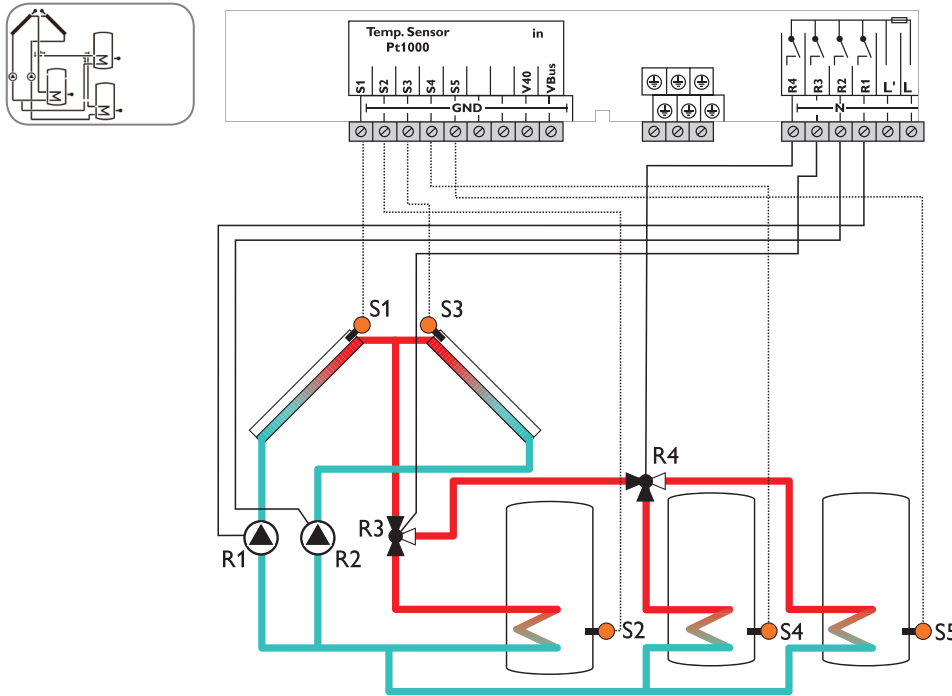 Temp. Sensor in
Pt1000
S1 S2 S3 S4 S5 V40 VBus
GND
R4 R3 R2 R1 L' L
N
S1 S3
R4
R3
R1 R2
S2 S4 S5